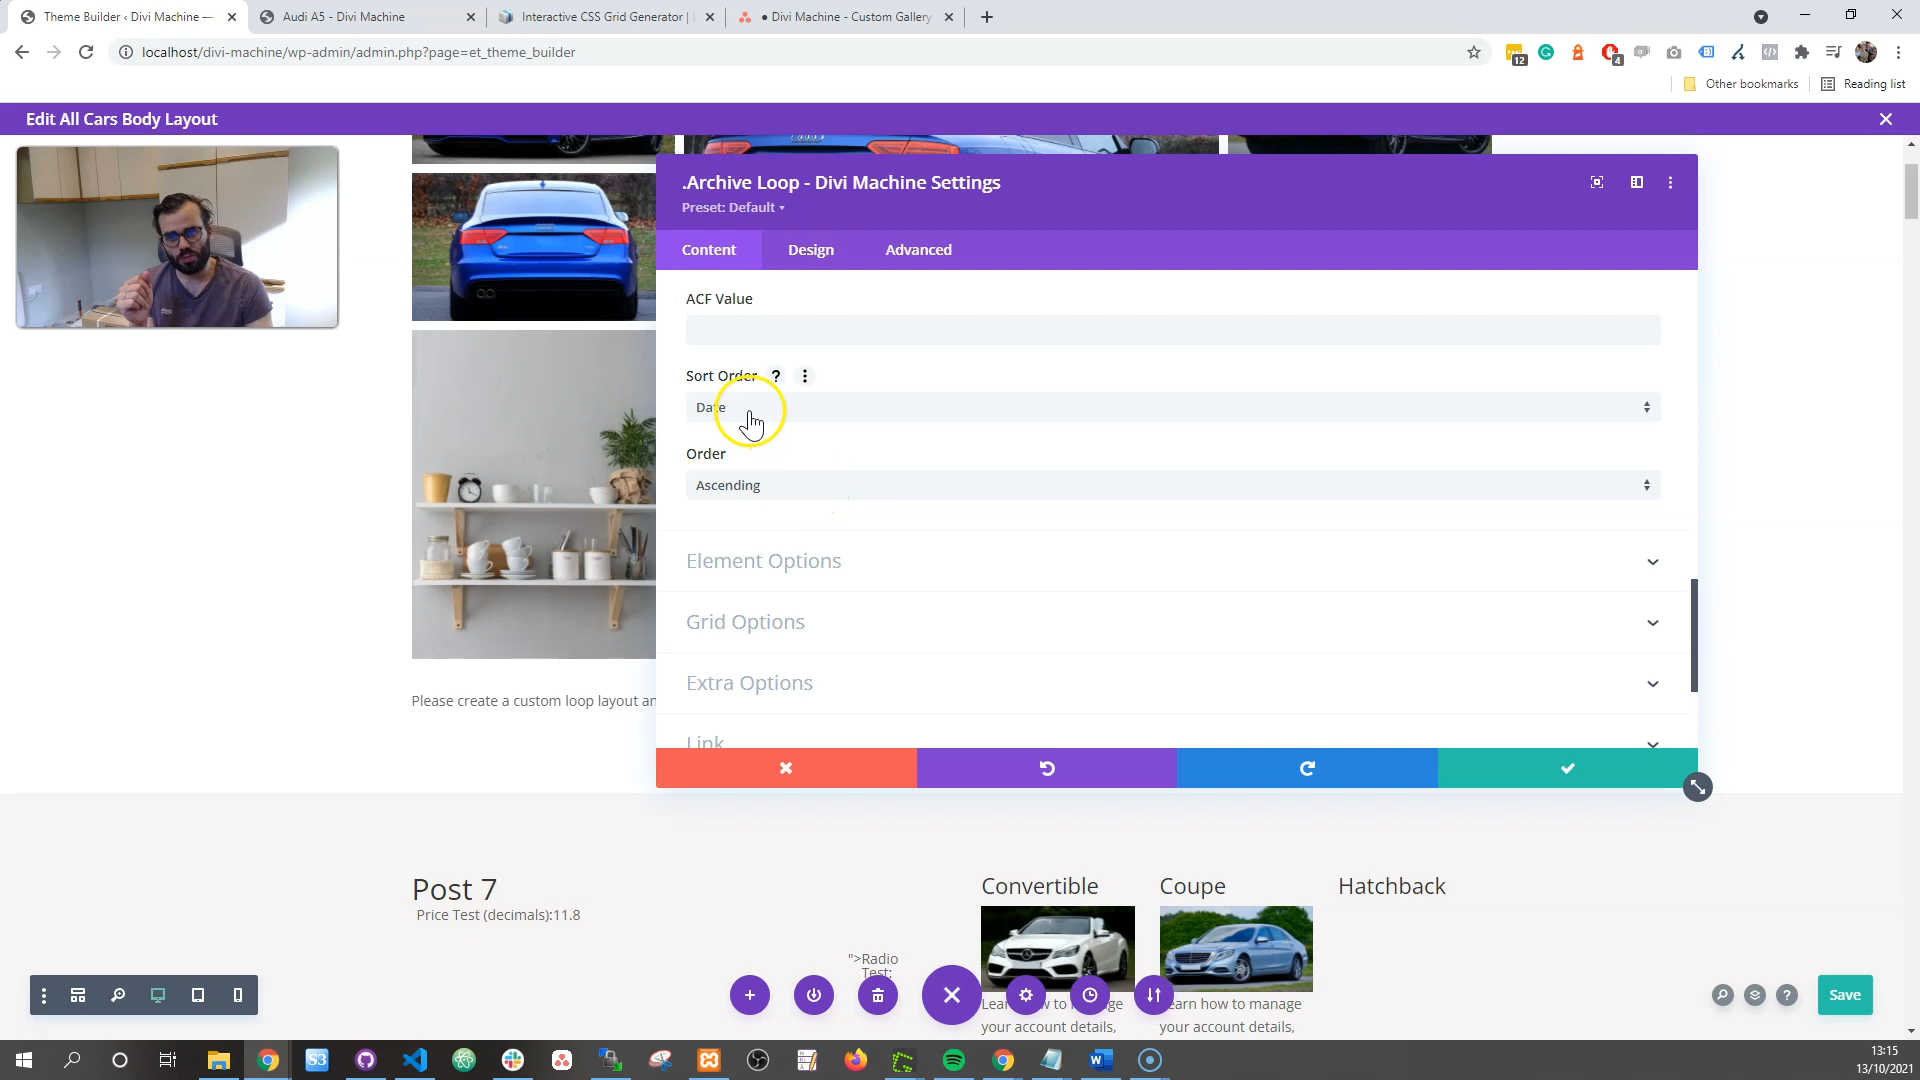 Theme Builder ‹ Divi Machine —
Audi A5 - Divi Machine
Interactive CSS Grid Generator |
● Divi Machine - Custom Gallery
localhost/divi-machine/wp-admin/admin.php?page=et_theme_builder
12
4
Other bookmarks
Reading list
Edit All Cars Body Layout
.Archive Loop - Divi Machine Settings
Preset: Default
Content
Design
Advanced
ACF Value
Sort Order ?
Date
Order
Ascending
Element Options
Grid Options
Extra Options
Link
Please create a custom loop layout an
Post 7
Price Test (decimals):11.8
">Radio
Test:
Convertible
Coupe
Hatchback
your account details,
your account details,
earn how to manage
?
Save
S3
13:15
13/10/2021